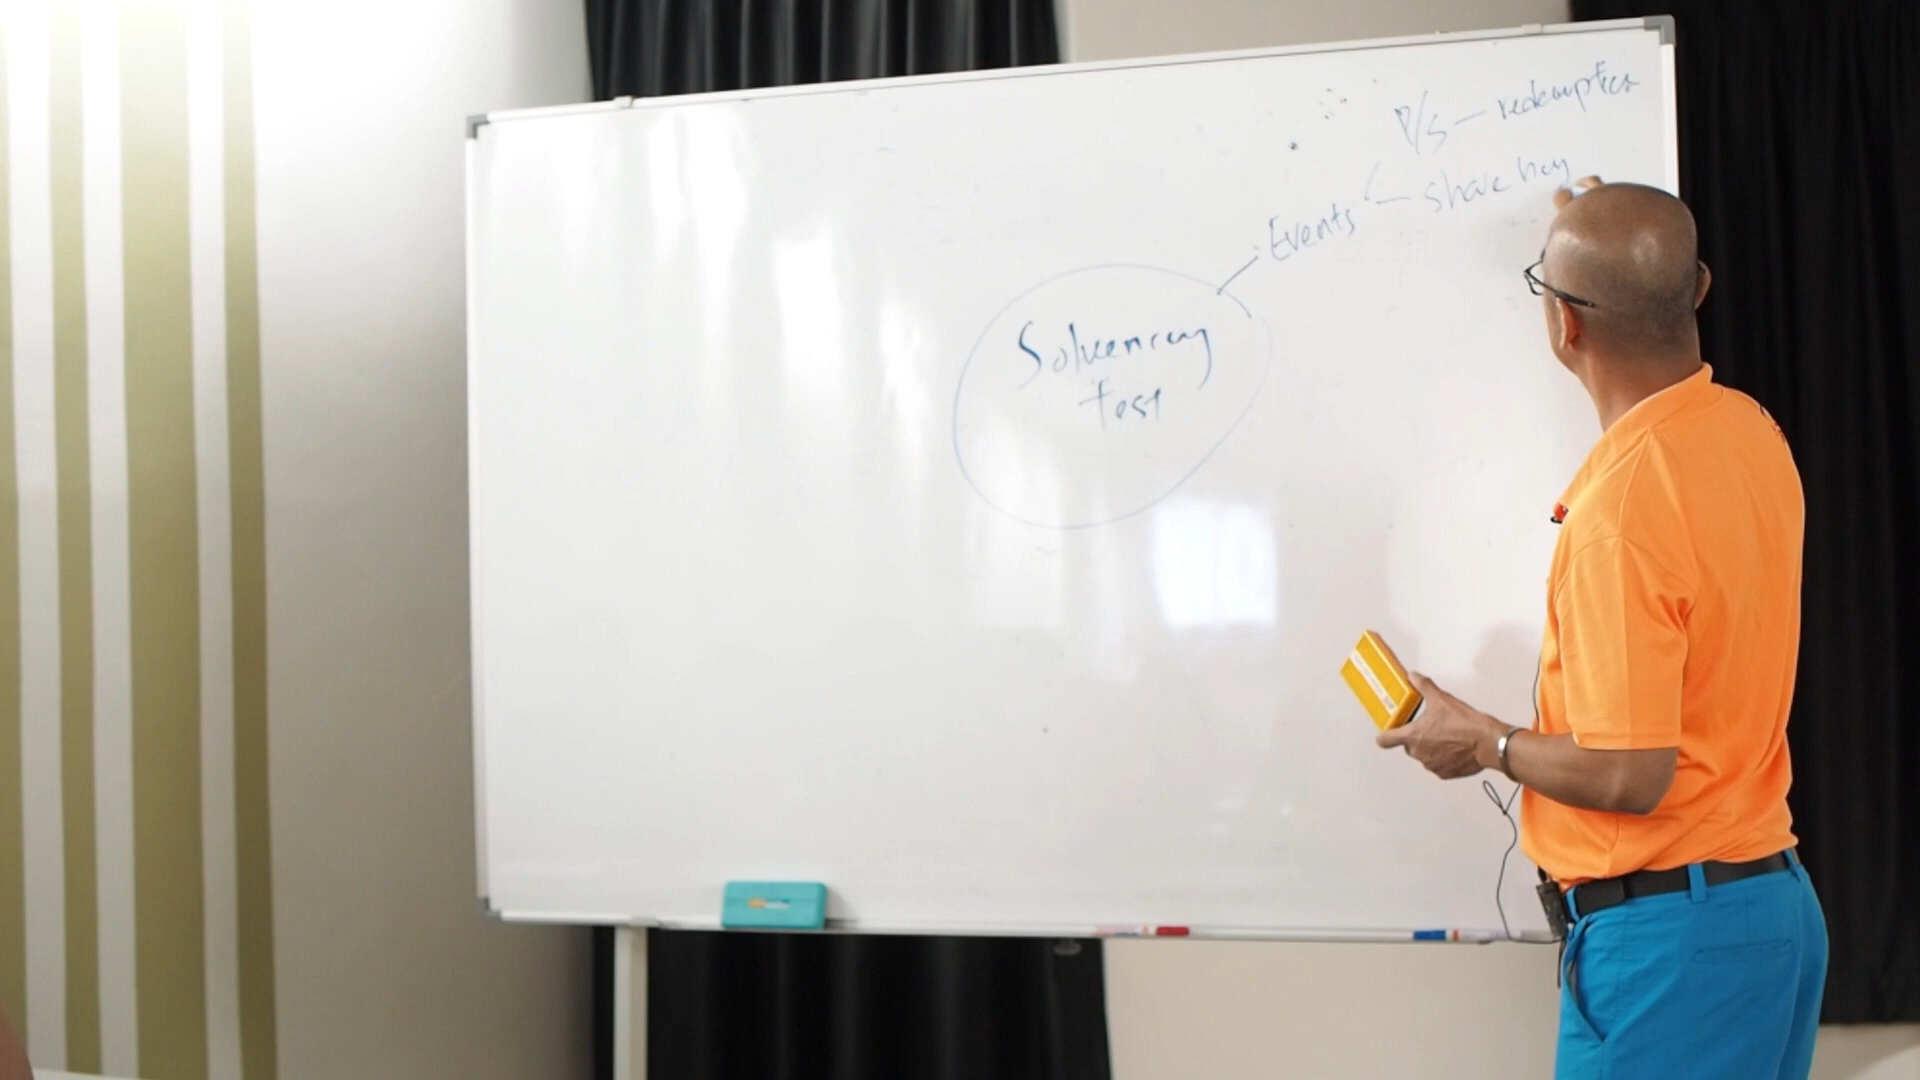 P/S — redemption
Events — share buy
Solvency
test